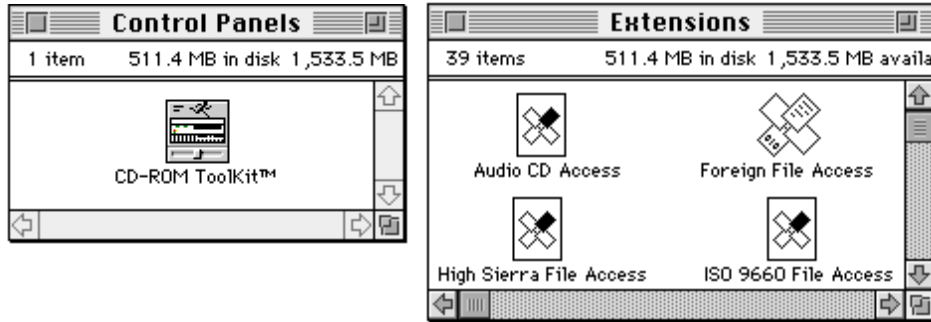 Control Panels
1 item 511.4 MB in disk 1,533.5 MB
CD-ROM ToolKit™
Extensions
39 items 511.4 MB in disk 1,533.5 MB availa
Audio CD Access
Foreign File Access
High Sierra File Access
ISO 9660 File Access